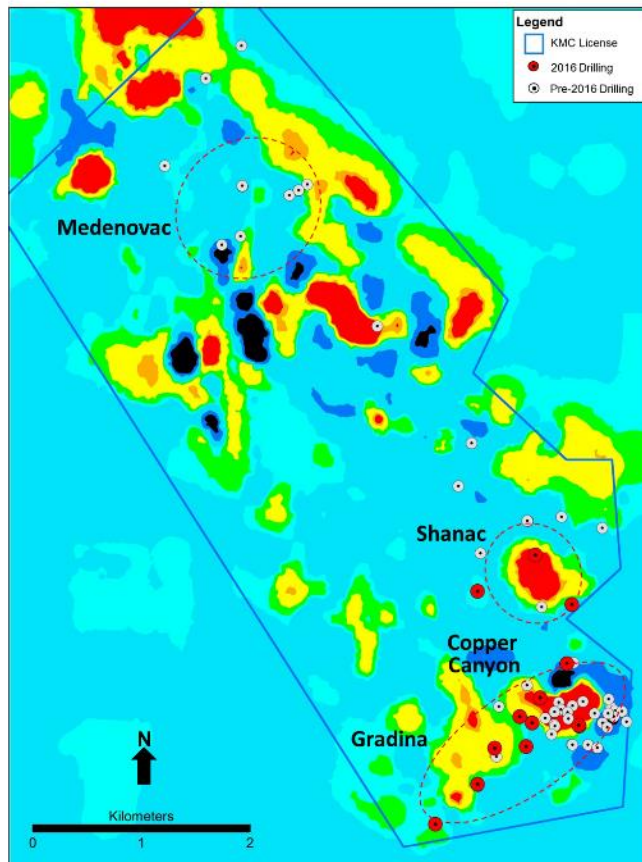 Legend
KMC License
2016 Drilling
Pre-2016 Drilling
Medenovac
Shanac
Copper
Canyon
Gradina
N
Kilometers
0 1 2